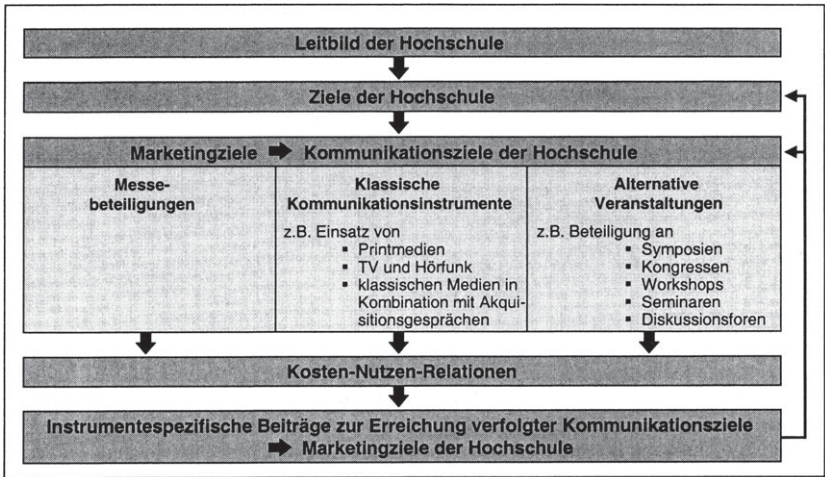 Leitbild der Hochschule
Ziele der Hochschule
Marketingziele ➡ Kommunikationsziele der Hochschule
Messe-
beteiligungen
Klassische
Kommunikationsinstrumente
z.B. Einsatz von
▪ Printmedien
▪ TV und Hörfunk
▪ klassischen Medien in
Kombination mit Akqui-
sitionsgesprächen
Alternative
Veranstaltungen
z.B. Beteiligung an
▪ Symposien
▪ Kongressen
▪ Workshops
▪ Seminaren
▪ Diskussionsforen
Kosten-Nutzen-Relationen
Instrumentespezifische Beiträge zur Erreichung verfolgter Kommunikationsziele
➡ Marketingziele der Hochschule